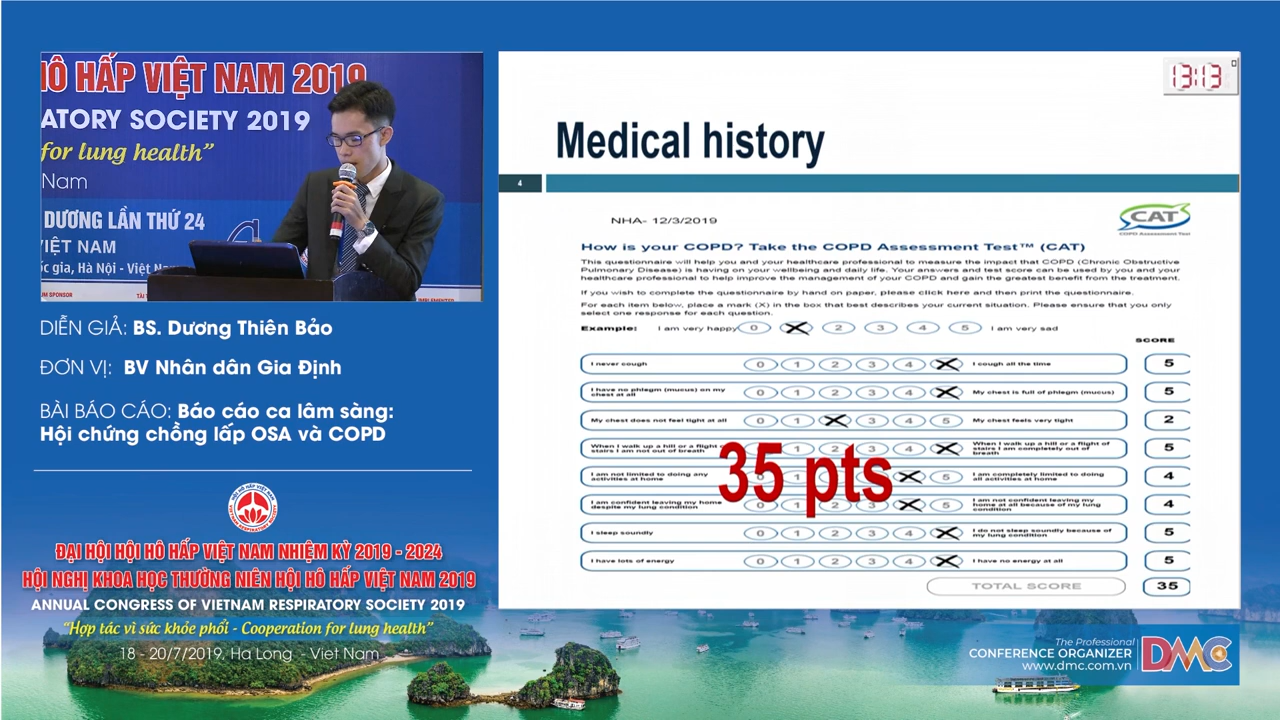 HÔ HẤP VIỆT NAM 2019
ATORY SOCIETY 2019
for lung health”
Nam
DƯƠNG LẦN THỨ 24
VIỆT NAM
ốc gia, Hà Nội - Việt Na
UM SPONSOR
DIỄN GIẢ: BS. Dương Thiên Bảo
ĐƠN VỊ: BV Nhân dân Gia Định
BÀI BÁO CÁO: Báo cáo ca lâm sàng:
Hội chứng chồng lấp OSA và COPD
HỘI HÔ HẤP VIỆT NAM
VIETNAM RESPIRATORY SOCIETY
ĐẠI HỘI HỘI HÔ HẤP VIỆT NAM NHIỆM KỲ 2019 - 2024
HỘI NGHỊ KHOA HỌC THƯỜNG NIÊN HỘI HÔ HẤP VIỆT NAM 2019
ANNUAL CONGRESS OF VIETNAM RESPIRATORY SOCIETY 2019
“Hợp tác vì sức khỏe phổi - Cooperation for lung health”
18 - 20/7/2019, Ha Long - Viet Nam
13:13
Medical history
4
NHA- 12/3/2019
CAT
COPD Assessment Test
How is your COPD? Take the COPD Assessment Test™ (CAT)
This questionnaire will help you and your healthcare professional to measure the impact that COPD (Chronic Obstructive
Pulmonary Disease) is having on your wellbeing and daily life. Your answers and test score can be used by you and your
healthcare professional to help improve the management of your COPD and gain the greatest benefit from the treatment.
If you wish to complete the questionnaire by hand on paper, please click here and then print the questionnaire.
For each item below, place a mark (X) in the box that best describes your current situation. Please ensure that you only
select one response for each question.
Example: I am very happy 0 X 2 3 4 5 I am very sad
SCORE
I never cough 0 1 2 3 4 X I cough all the time 5
I have no phlegm (mucus) on my
chest at all 0 1 2 3 4 X My chest is full of phlegm (mucus) 5
My chest does not feel tight at all 0 1 X 3 4 5 My chest feels very tight 2
When I walk up a hill or a flight of
stairs I am not out of breath 0 1 2 3 4 X When I walk up a hill or a flight of
stairs I am completely out of
breath 5
35 pts
I am not limited to doing any
activities at home 1 2 3 X 5 I am completely limited to doing
all activities at home 4
I am confident leaving my home
despite my lung condition 0 1 2 3 X 5 I am not confident leaving my
home at all because of my lung
condition 4
I sleep soundly 0 1 2 3 4 X I do not sleep soundly because of
my lung condition 5
I have lots of energy 0 1 2 3 4 X I have no energy at all 5
TOTAL SCORE 35
The Professional
CONFERENCE ORGANIZER
www.dmc.com.vn
DMC